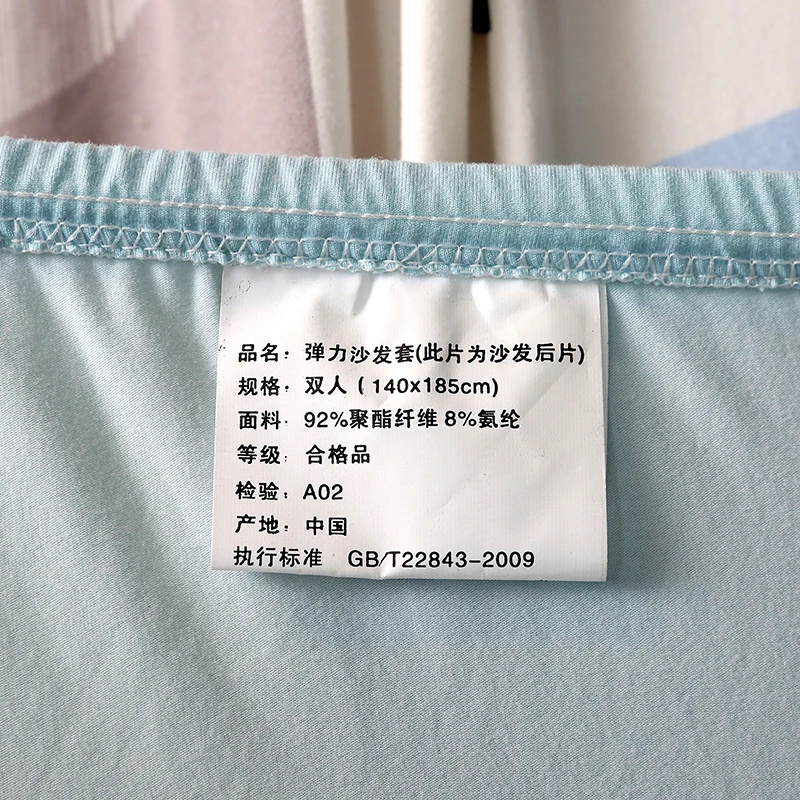 品名：弹力沙发套(此片为沙发后片)
规格：双人（140x185cm)
面料：92%聚酯纤维 8%氨纶
等级：合格品
检验：A02
产地：中国
执行标准 GB/T22843-2009